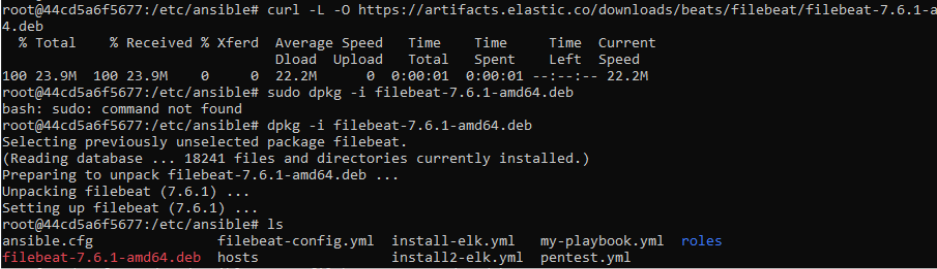 root@44cd5a6f5677:/etc/ansible# curl -L -O https://artifacts.elastic.co/downloads/beats/filebeat/filebeat-7.6.1-a
4.deb
  % Total    % Received % Xferd  Average Speed   Time    Time     Time  Current
                                 Dload  Upload   Total   Spent    Left  Speed
100 23.9M  100 23.9M    0     0  22.2M      0  0:00:01  0:00:01 --:--:-- 22.2M
root@44cd5a6f5677:/etc/ansible# sudo dpkg -i filebeat-7.6.1-amd64.deb
bash: sudo: command not found
root@44cd5a6f5677:/etc/ansible# dpkg -i filebeat-7.6.1-amd64.deb
Selecting previously unselected package filebeat.
(Reading database ... 18241 files and directories currently installed.)
Preparing to unpack filebeat-7.6.1-amd64.deb ...
Unpacking filebeat (7.6.1) ...
Setting up filebeat (7.6.1) ...
root@44cd5a6f5677:/etc/ansible# ls
ansible.cfg               filebeat-config.yml  install-elk.yml   my-playbook.yml  roles
filebeat-7.6.1-amd64.deb  hosts                install2-elk.yml  pentest.yml